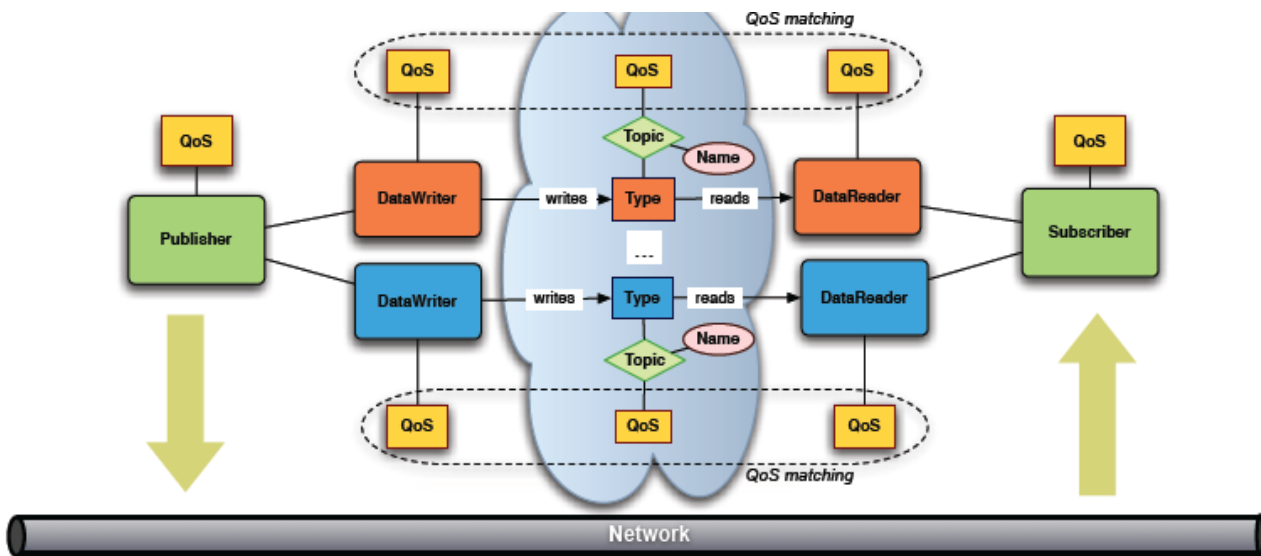 QoS matching
QoS
QoS
QoS
QoS
Topic
QoS
Name
DataWriter
writes
Type
reads
DataReader
Publisher
Subscriber
...
DataWriter
writes
Type
reads
DataReader
Name
Topic
QoS
QoS
QoS
QoS matching
Network